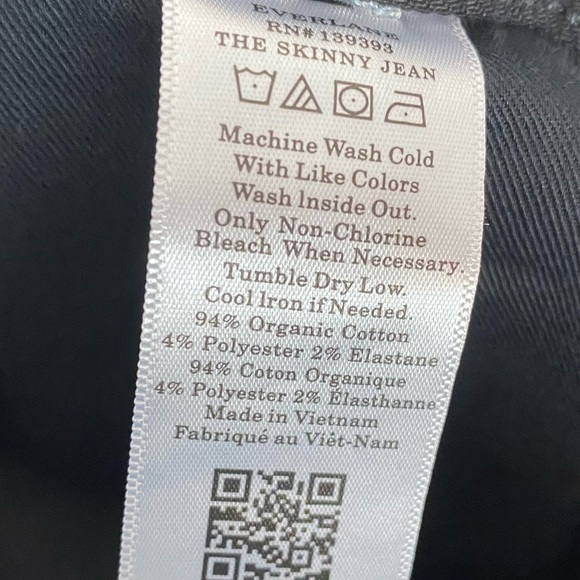 EVERLANE
RN# 139393
THE SKINNY JEAN
Machine Wash Cold
With Like Colors
Wash Inside Out.
Only Non-Chlorine
Bleach When Necessary.
Tumble Dry Low.
Cool Iron if Needed.
94% Organic Cotton
4% Polyester 2% Elastane
94% Coton Organique
4% Polyester 2% Élasthanne
Made in Vietnam
Fabriqué au Viêt-Nam